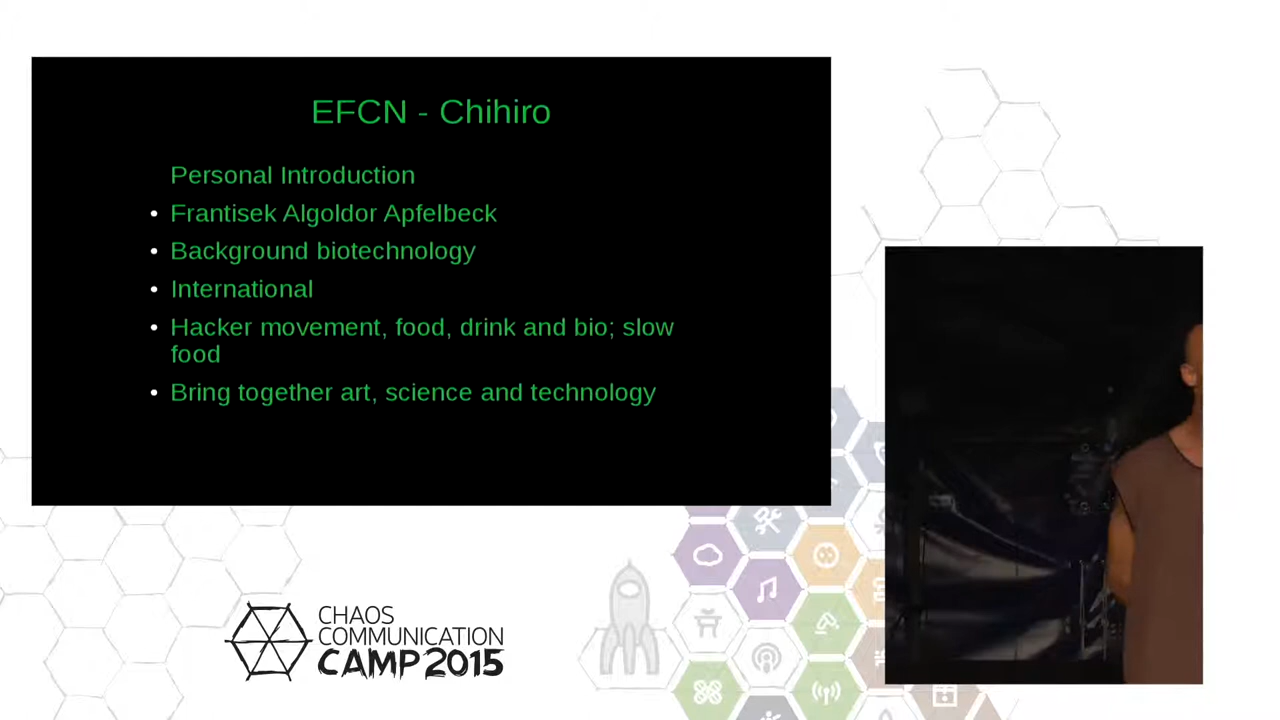 EFCN - Chihiro
Personal Introduction
• Frantisek Algoldor Apfelbeck
• Background biotechnology
• International
• Hacker movement, food, drink and bio; slow
food
• Bring together art, science and technology
CHAOS
COMMUNICATION
CAMP 2015